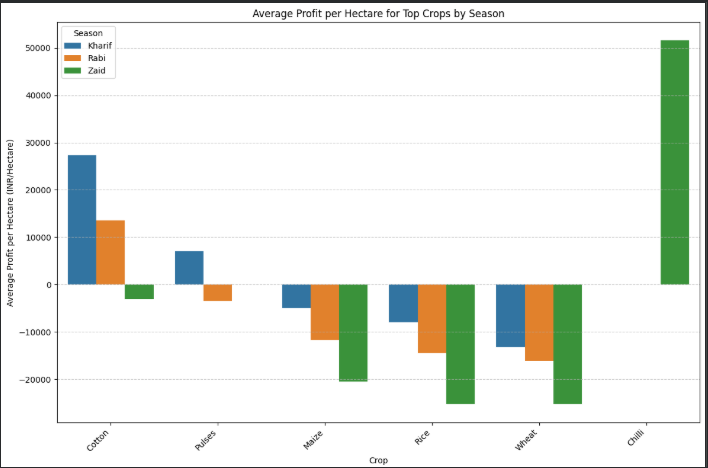 Average Profit per Hectare for Top Crops by Season
Season
Kharif
Rabi
Zaid
Average Profit per Hectare (INR/Hectare)
50000
40000
30000
20000
10000
0
−10000
−20000
Cotton
Pulses
Maize
Rice
Wheat
Chilli
Crop